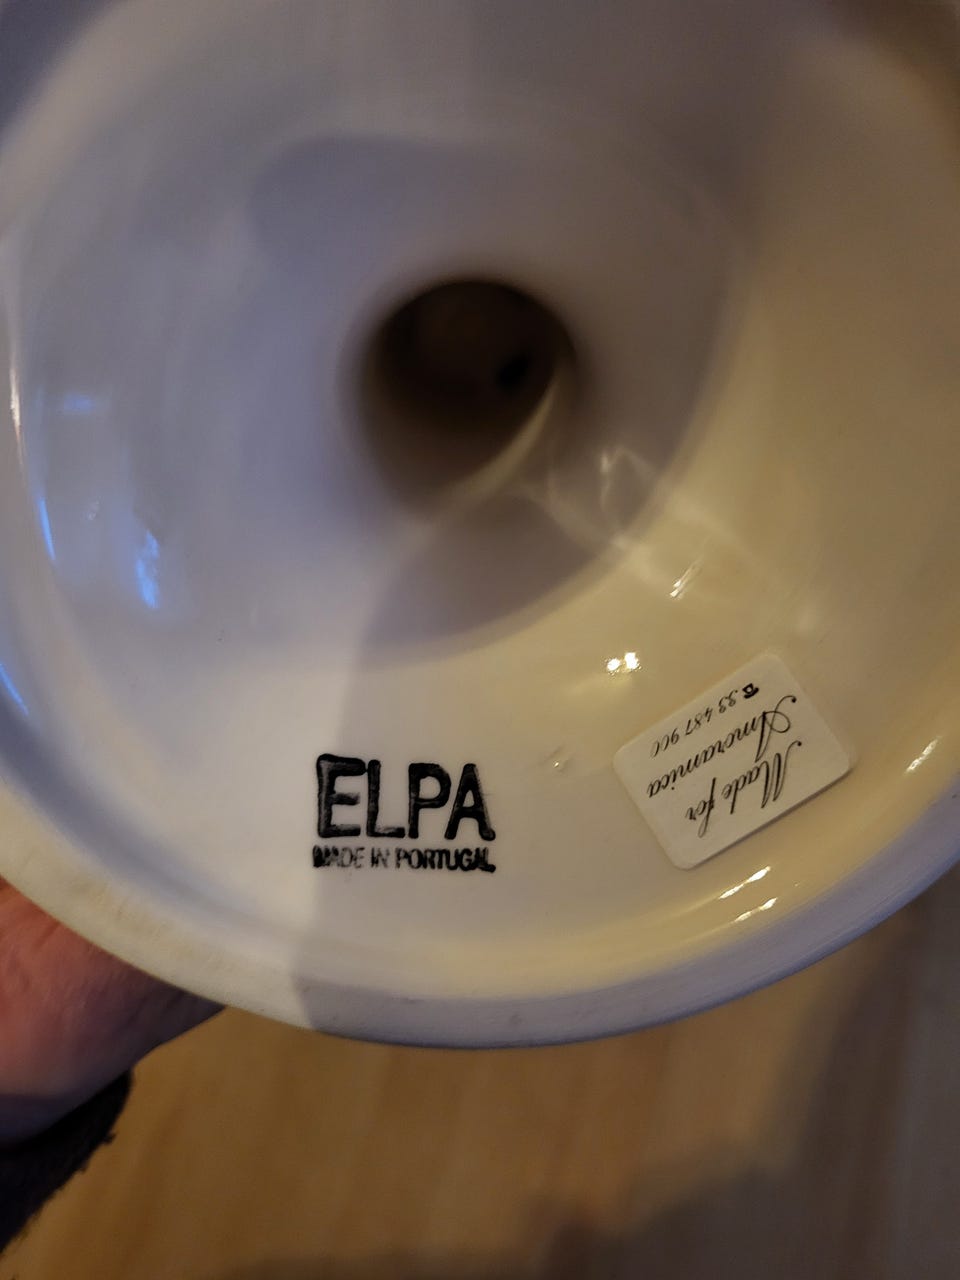 ELPA
MADE IN PORTUGAL
Made for
Amoramica
☎ 33 487 900